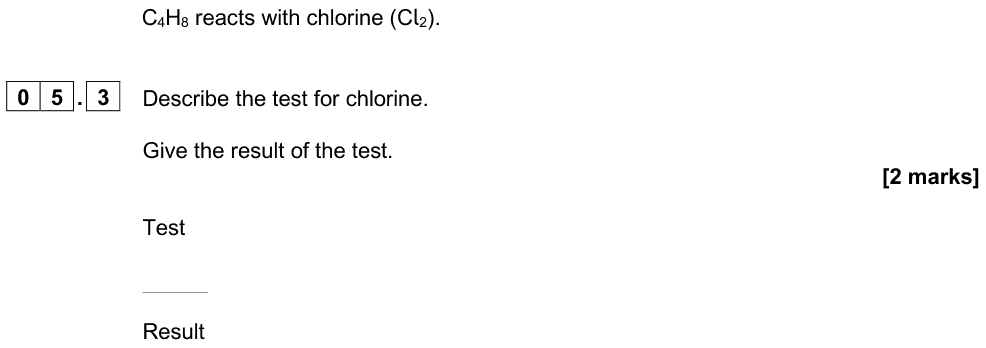 C₄H₈ reacts with chlorine (Cl₂).
0 5 . 3 Describe the test for chlorine.
Give the result of the test.
[2 marks]
Test
Result